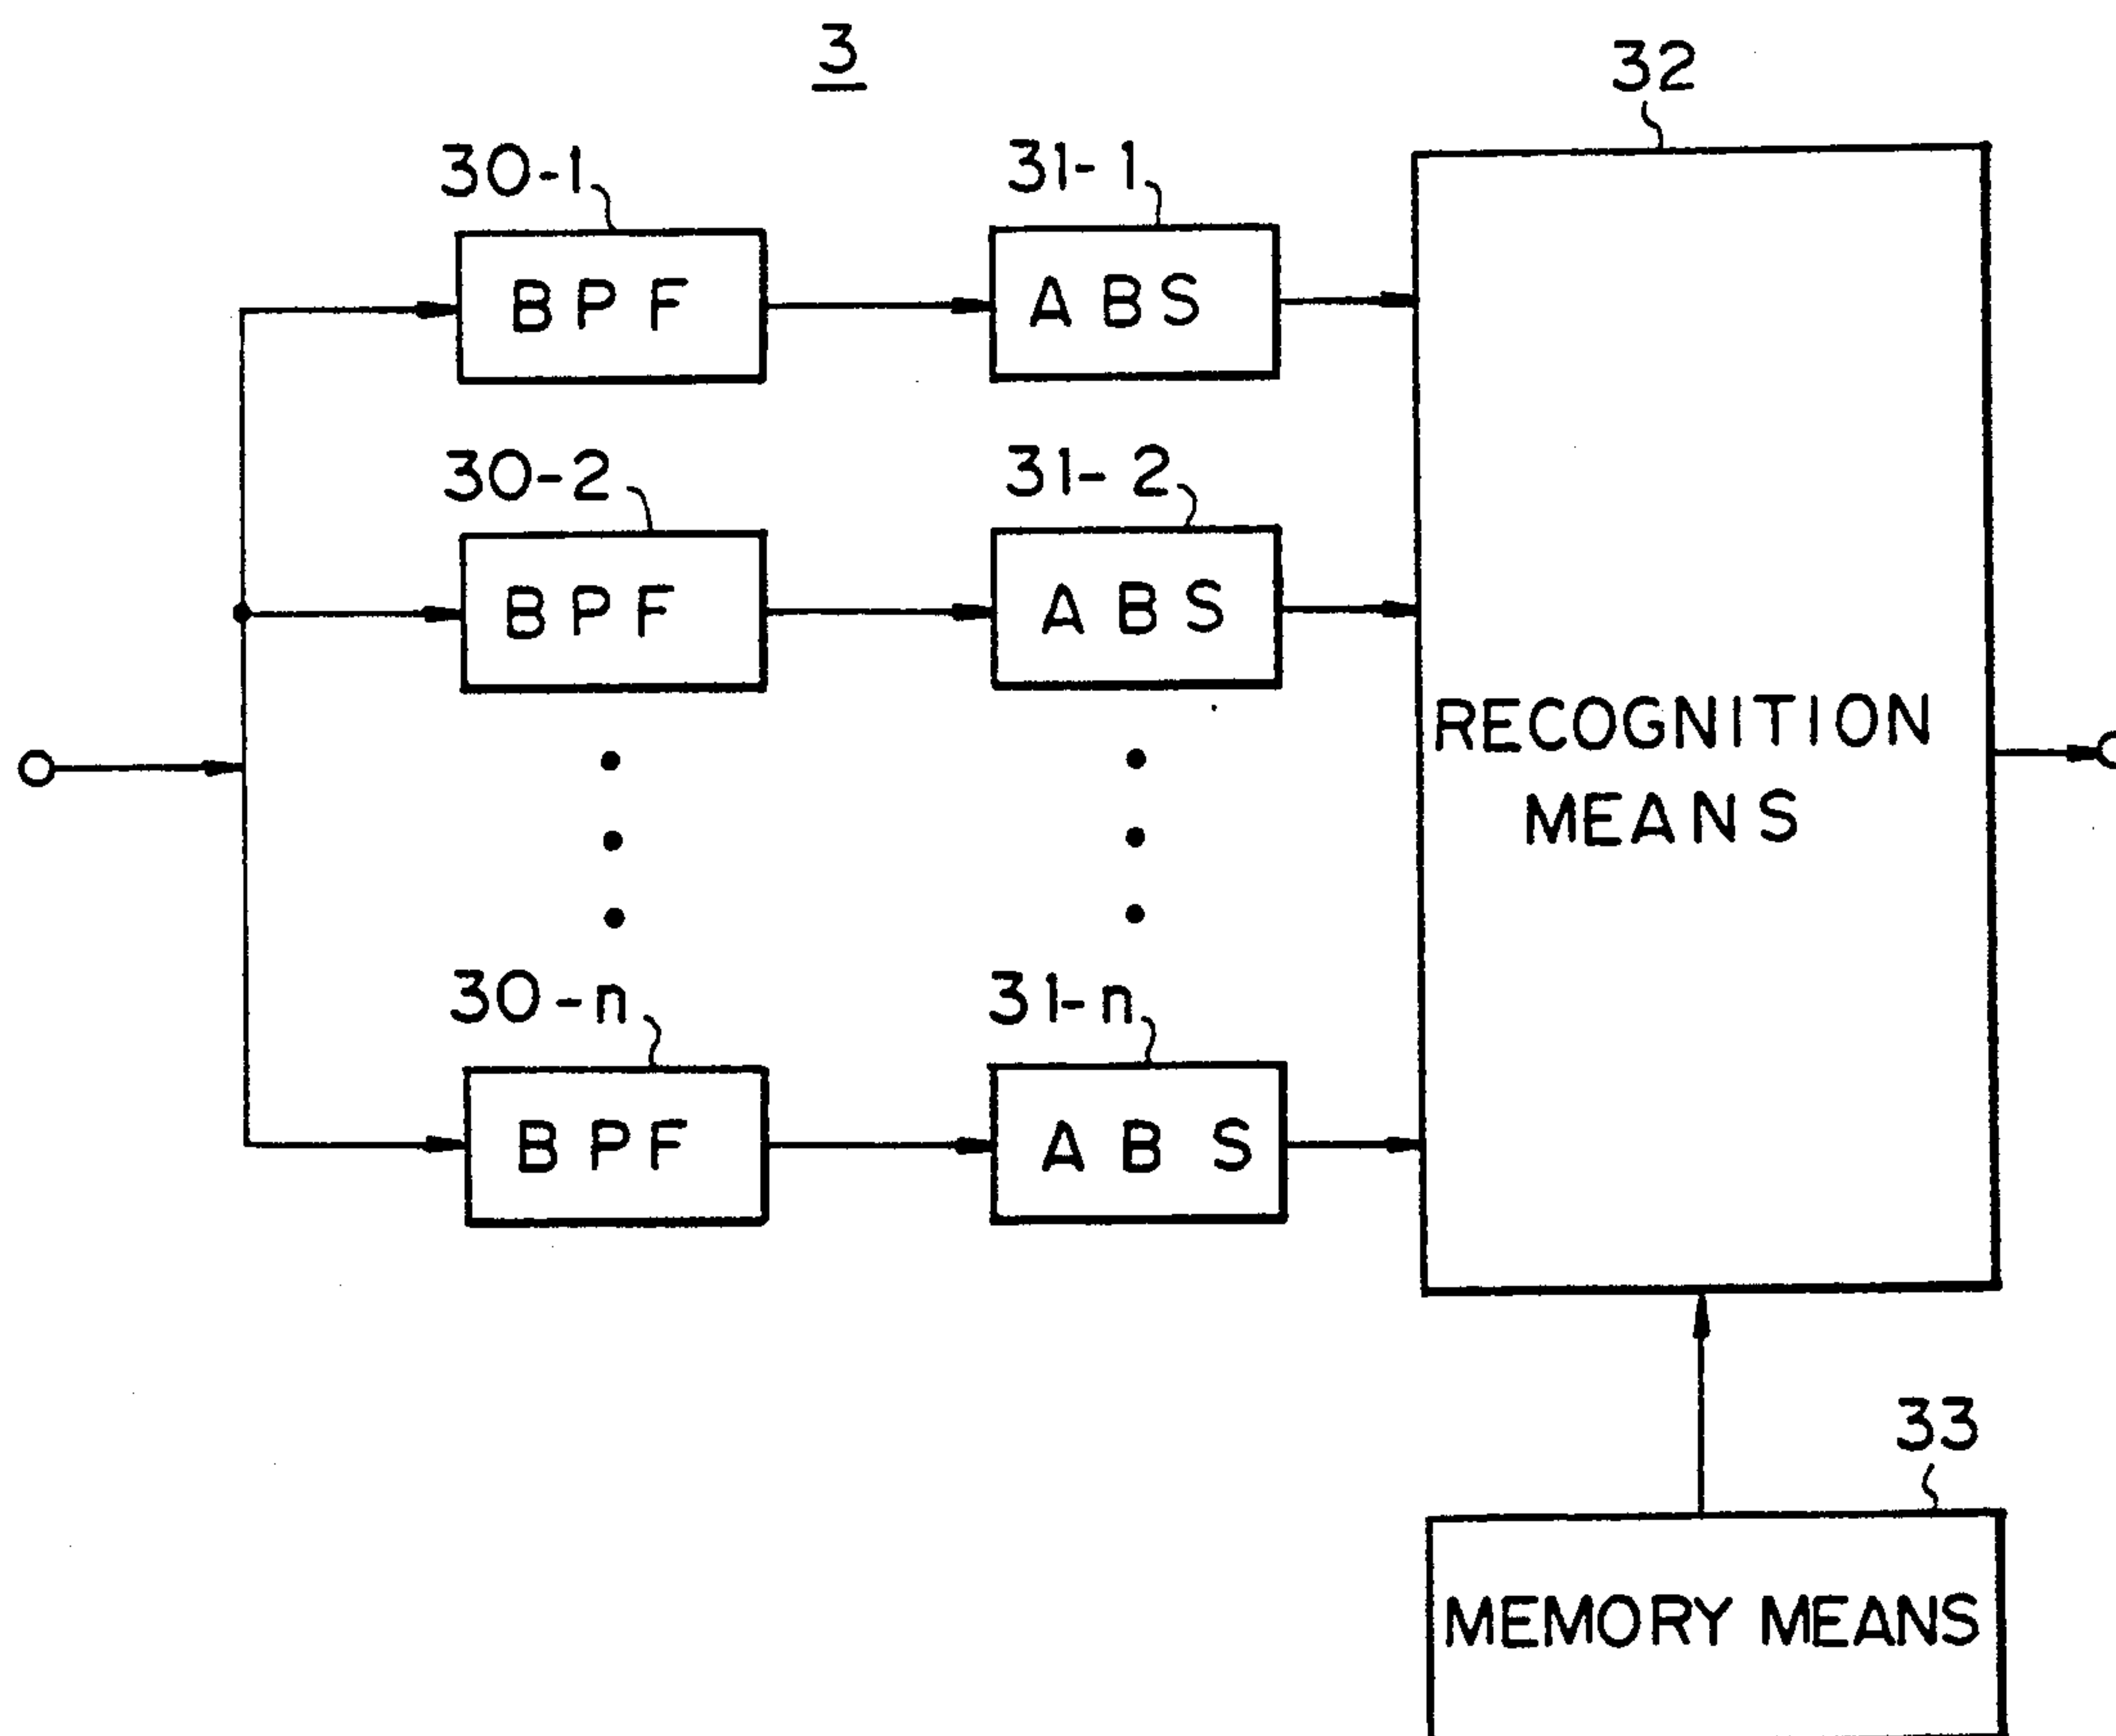 3
32
30-1
31-1
BPF
ABS
30-2
31-2
BPF
ABS
RECOGNITION
MEANS
30-n
31-n
BPF
ABS
33
MEMORY MEANS